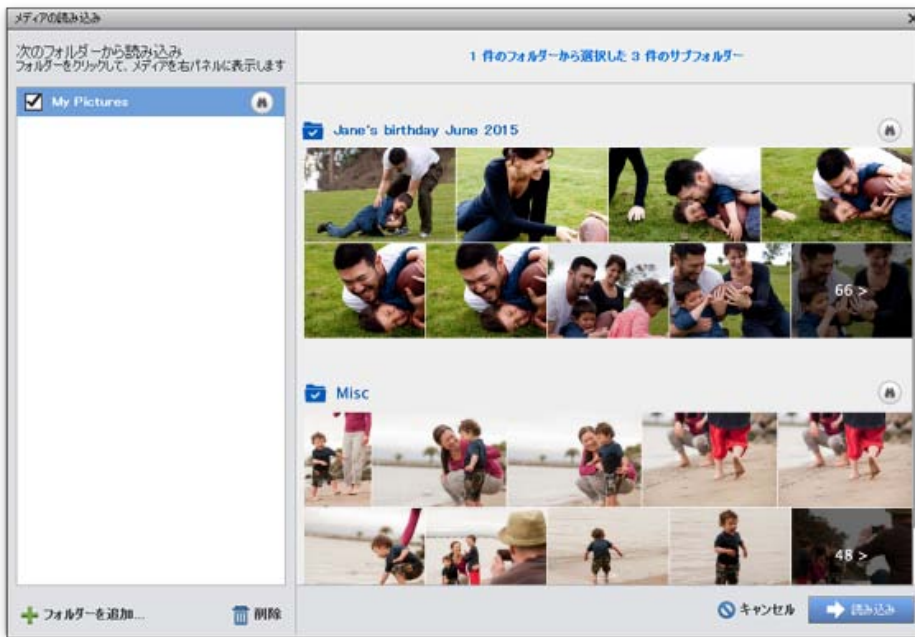 メディアの読み込み
次のフォルダーから読み込み
フォルダーをクリックして、メディアを右パネルに表示します
My Pictures
1 件のフォルダーから選択した 3 件のサブフォルダー
Jane's birthday June 2015
66 >
Misc
48 >
フォルダーを追加...
削除
キャンセル
読み込み